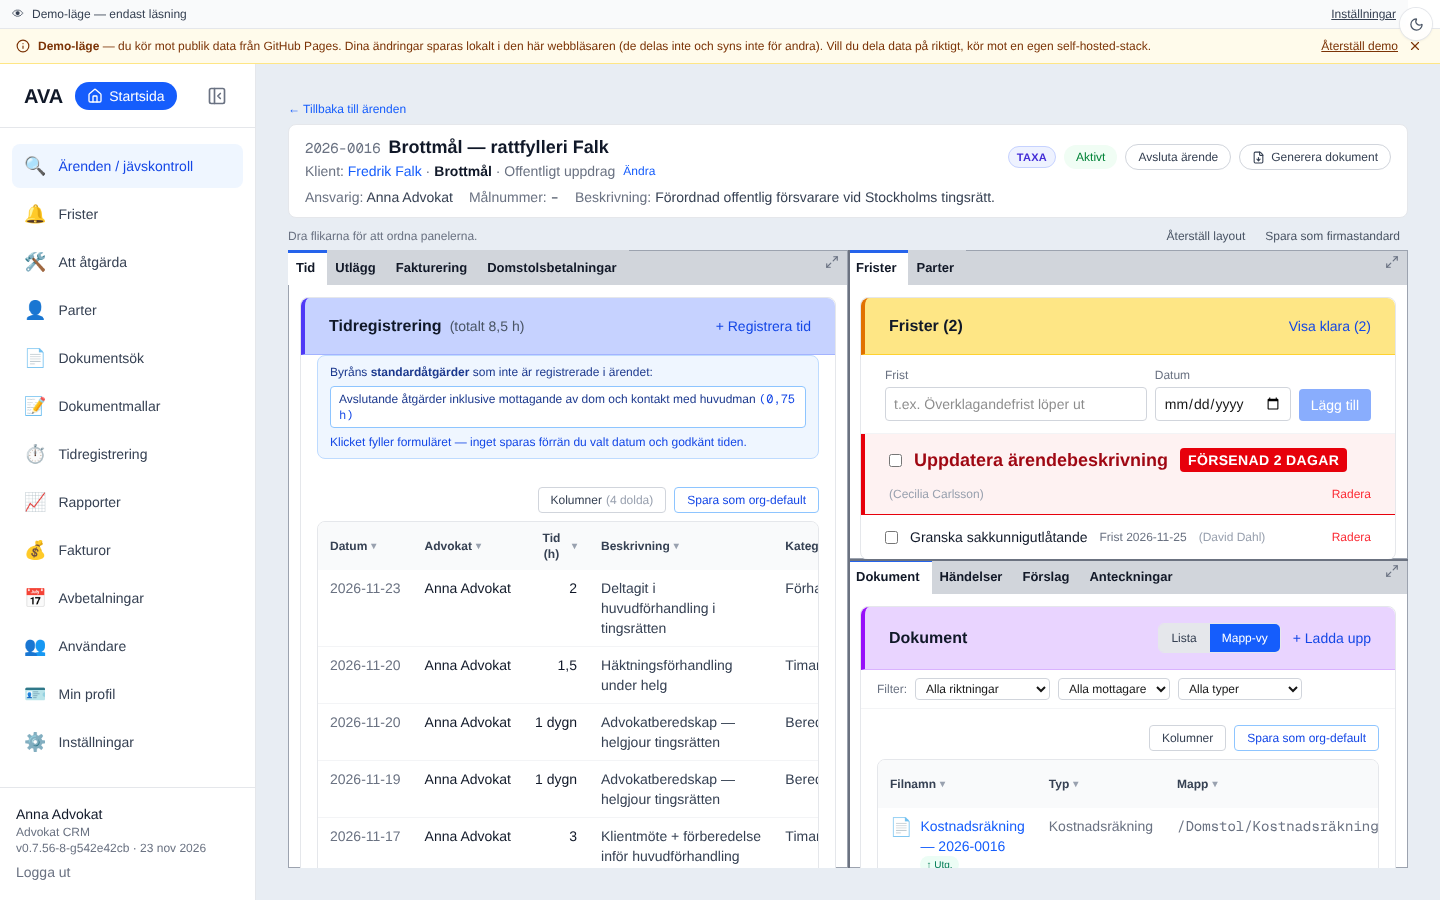 Demo-läge — endast läsning
Inställningar
Demo-läge — du kör mot publik data från GitHub Pages. Dina ändringar sparas lokalt i den här webbläsaren (de delas inte och syns inte för andra). Vill du dela data på riktigt, kör mot en egen self-hosted-stack.
Återställ demo
AVA
Startsida
Ärenden / jävskontroll
Frister
Att åtgärda
Parter
Dokumentsök
Dokumentmallar
Tidregistrering
Rapporter
Fakturor
Avbetalningar
Användare
Min profil
Inställningar
Anna Advokat
Advokat CRM
v0.7.56-8-g542e42cb · 23 nov 2026
Logga ut
← Tillbaka till ärenden
2026-0016 Brottmål — rattfylleri Falk
Klient: Fredrik Falk · Brottmål · Offentligt uppdrag Ändra
Ansvarig: Anna Advokat Målnummer: – Beskrivning: Förordnad offentlig försvarare vid Stockholms tingsrätt.
TAXA
Aktivt
Avsluta ärende
Generera dokument
Dra flikarna för att ordna panelerna.
Återställ layout
Spara som firmastandard
Tid Utlägg Fakturering Domstolsbetalningar
Tidregistrering (totalt 8,5 h)
+ Registrera tid
Byråns standardåtgärder som inte är registrerade i ärendet:
Avslutande åtgärder inklusive mottagande av dom och kontakt med huvudman (0,75
h)
Klicket fyller formuläret — inget sparas förrän du valt datum och godkänt tiden.
Kolumner (4 dolda)
Spara som org-default
Datum ▾ Advokat ▾ Tid (h) ▾ Beskrivning ▾ Kateg
2026-11-23 Anna Advokat 2 Deltagit i Förha
huvudförhandling i
tingsrätten
2026-11-20 Anna Advokat 1,5 Häktningsförhandling Timar
under helg
2026-11-20 Anna Advokat 1 dygn Advokatberedskap — Bered
helgjour tingsrätten
2026-11-19 Anna Advokat 1 dygn Advokatberedskap — Bered
helgjour tingsrätten
2026-11-17 Anna Advokat 3 Klientmöte + förberedelse Timar
inför huvudförhandling
Frister Parter
Frister (2)
Visa klara (2)
Frist
Datum
t.ex. Överklagandefrist löper ut
mm/dd/yyyy
Lägg till
Uppdatera ärendebeskrivning FÖRSENAD 2 DAGAR
(Cecilia Carlsson)
Radera
Granska sakkunnigutlåtande Frist 2026-11-25 (David Dahl) Radera
Dokument Händelser Förslag Anteckningar
Dokument
Lista
Mapp-vy
+ Ladda upp
Filter: Alla riktningar Alla mottagare Alla typer
Kolumner
Spara som org-default
Filnamn ▾ Typ ▾ Mapp ▾
Kostnadsräkning Kostnadsräkning /Domstol/Kostnadsräkning
— 2026-0016
↑ Utg.